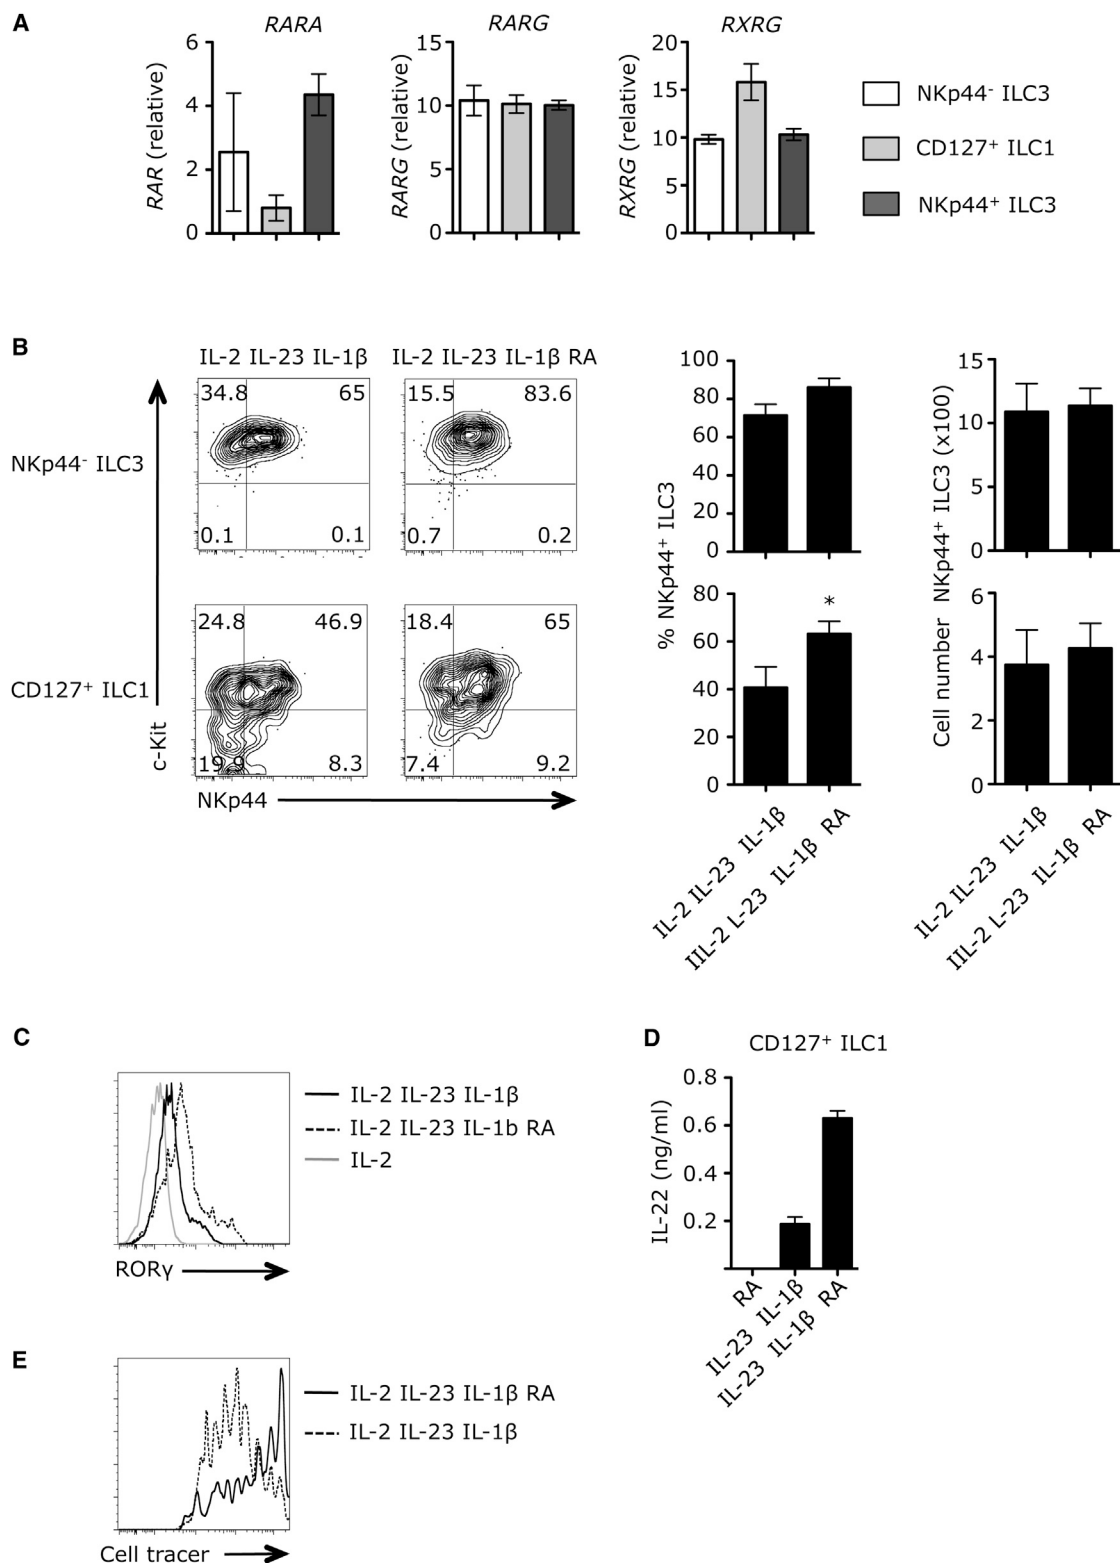 A
RARA
RARG
RXRG
RAR (relative)
6
4
2
0
RARG (relative)
15
10
5
0
RXRG (relative)
20
15
10
5
0
NKp44- ILC3
CD127+ ILC1
NKp44+ ILC3
B
IL-2 IL-23 IL-1β
IL-2 IL-23 IL-1β RA
NKp44- ILC3
34.8 65
0.1 0.1
15.5 83.6
0.7 0.2
CD127+ ILC1
24.8 46.9
19.9 8.3
18.4 65
7.4 9.2
c-Kit
NKp44
% NKp44+ ILC3
100
80
60
40
20
0
80
60
40
20
0
*
IL-2 IL-23 IL-1β
IIL-2 L-23 IL-1β RA
Cell number NKp44+ ILC3 (x100)
15
10
5
0
6
4
2
0
IL-2 IL-23 IL-1β
IIL-2 L-23 IL-1β RA
C
IL-2 IL-23 IL-1β
IL-2 IL-23 IL-1b RA
IL-2
RORγ
D
CD127+ ILC1
IL-22 (ng/ml)
0.8
0.6
0.4
0.2
RA
IL-23 IL-1β
IL-23 IL-1β RA
E
IL-2 IL-23 IL-1β RA
IL-2 IL-23 IL-1β
Cell tracer